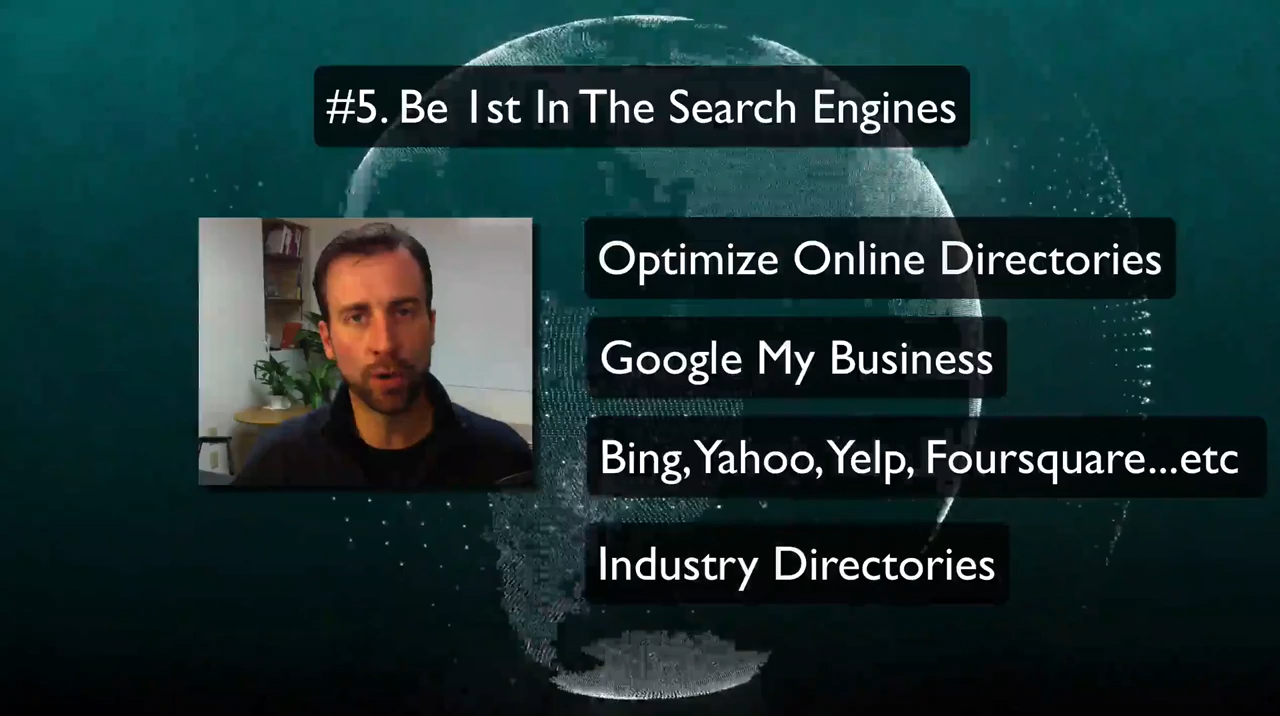 #5. Be 1st In The Search Engines
Optimize Online Directories
Google My Business
Bing, Yahoo, Yelp, Foursquare...etc
Industry Directories